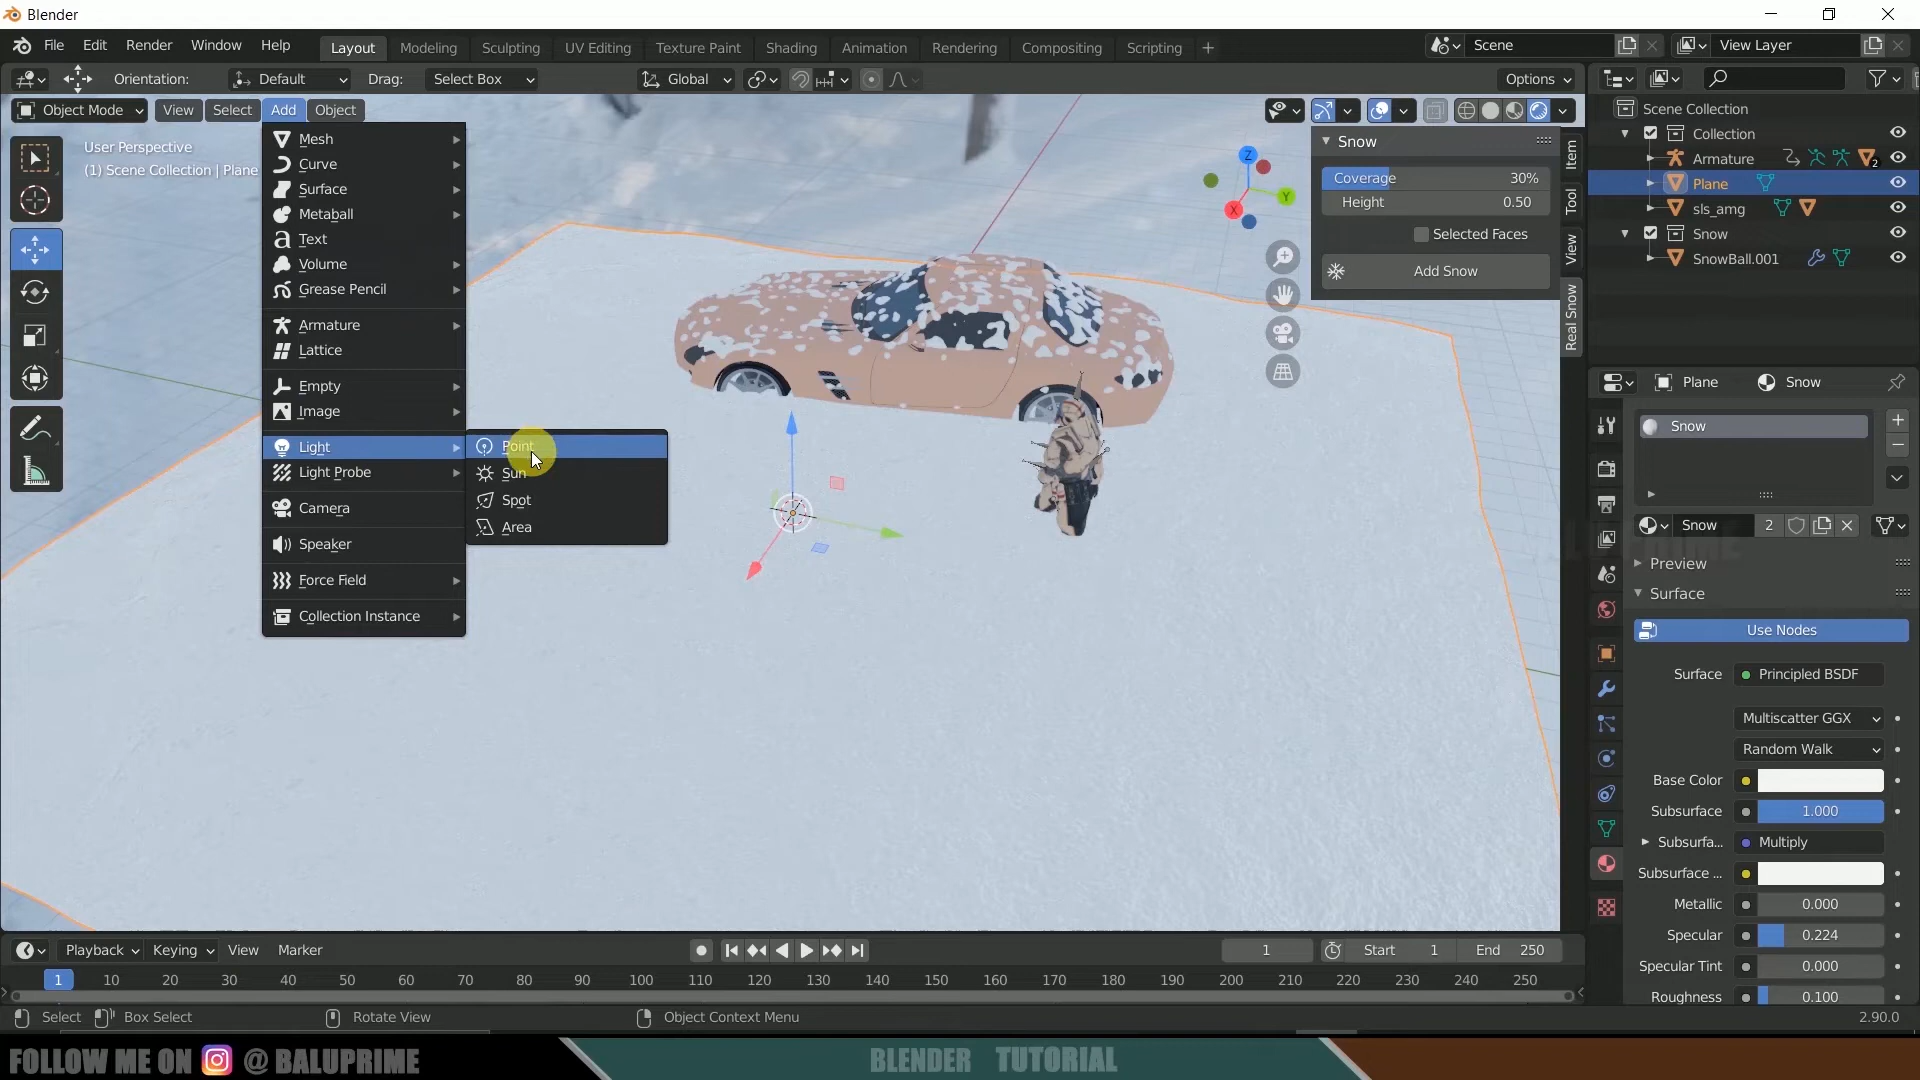 Blender
File Edit Render Window Help Layout Modeling Sculpting UV Editing Texture Paint Shading Animation Rendering Compositing Scripting + Scene View Layer
Orientation: Default Drag: Select Box Global Options
Object Mode View Select Add Object
User Perspective
(1) Scene Collection | Plane
Mesh
Curve
Surface
Metaball
Text
Volume
Grease Pencil
Armature
Lattice
Empty
Image
Light
Light Probe
Camera
Speaker
Force Field
Collection Instance
Point
Sun
Spot
Area
Z
Y
X
Snow
Coverage 30%
Height 0.50
Selected Faces
Add Snow
Item
Tool
View
Real Snow
Scene Collection
Collection
Armature 2
Plane
sls_amg
Snow
SnowBall.001
Plane Snow
Snow
Snow 2
Preview
Surface
Use Nodes
Surface Principled BSDF
Multiscatter GGX
Random Walk
Base Color
Subsurface 1.000
Subsurfa... Multiply
Subsurface ...
Metallic 0.000
Specular 0.224
Specular Tint 0.000
Roughness 0.100
Playback Keying View Marker 1 Start 1 End 250
1 10 20 30 40 50 60 70 80 90 100 110 120 130 140 150 160 170 180 190 200 210 220 230 240 250
Select Box Select Rotate View Object Context Menu 2.90.0
FOLLOW ME ON @ BALUPRIME BLENDER TUTORIAL